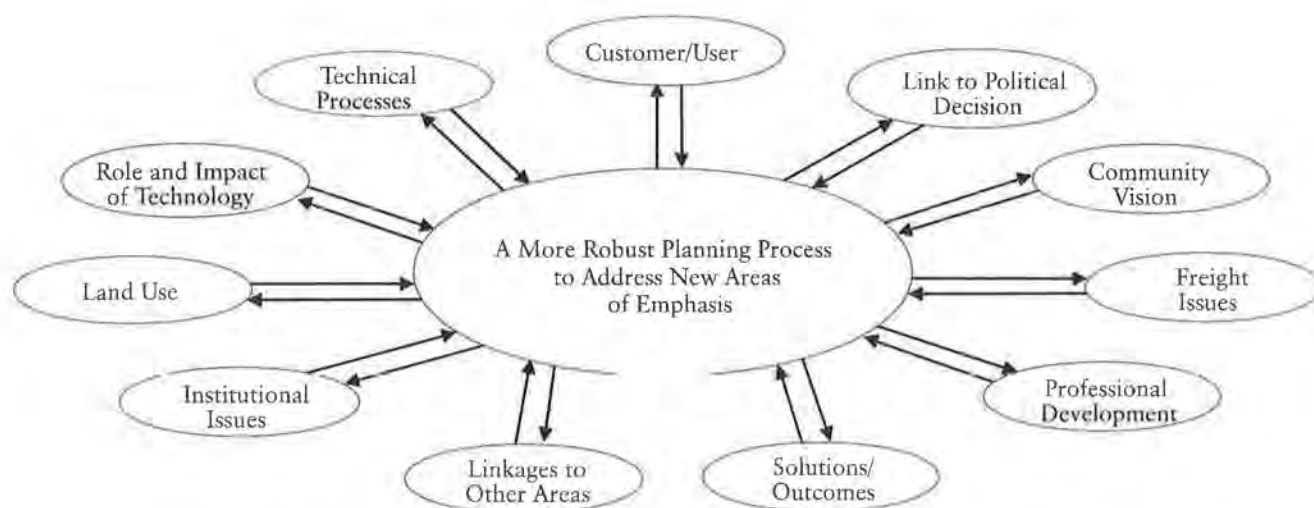 Customer/User
Technical
Processes
Link to Political
Decision
Role and Impact
of Technology
Community
Vision
A More Robust Planning Process
to Address New Areas
of Emphasis
Land Use
Freight
Issues
Institutional
Issues
Professional
Development
Linkages to
Other Areas
Solutions/
Outcomes